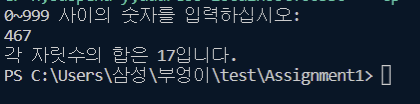 0~999 사이의 숫자를 입력하십시오:
467
각 자릿수의 합은 17입니다.
PS C:\Users\삼성\부엉이\test\Assignment1>